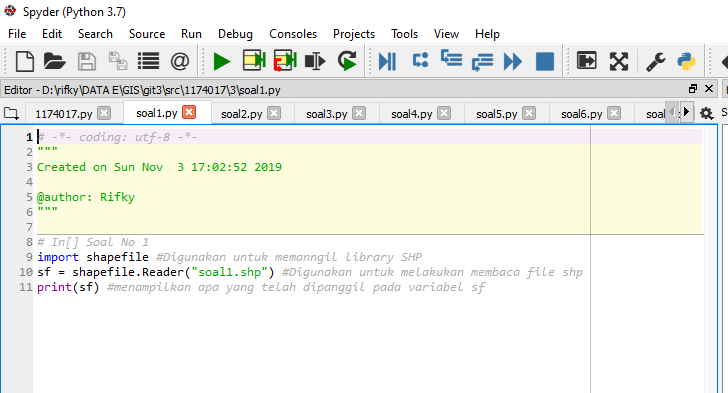 Spyder (Python 3.7)
File Edit Search Source Run Debug Consoles Projects Tools View Help
Editor - D:\rifky\DATA E\GIS\git3\src\1174017\3\soal1.py
1174017.py soal1.py soal2.py soal3.py soal4.py soal5.py soal6.py soal
1 # -*- coding: utf-8 -*-
2 """
3 Created on Sun Nov  3 17:02:52 2019
4
5 @author: Rifky
6 """
7
8 # In[] Soal No 1
9 import shapefile #Digunakan untuk memanngil library SHP
10 sf = shapefile.Reader("soal1.shp") #Digunakan untuk melakukan membaca file shp
11 print(sf) #menampilkan apa yang telah dipanggil pada variabel sf